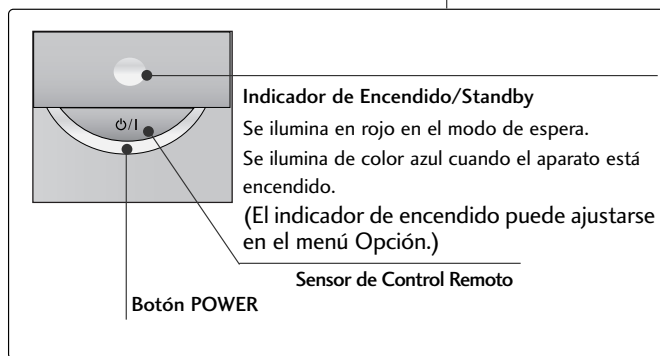 ⏻/I
Indicador de Encendido/Standby
Se ilumina en rojo en el modo de espera.
Se ilumina de color azul cuando el aparato está
encendido.
(El indicador de encendido puede ajustarse
en el menú Opción.)
Sensor de Control Remoto
Botón POWER